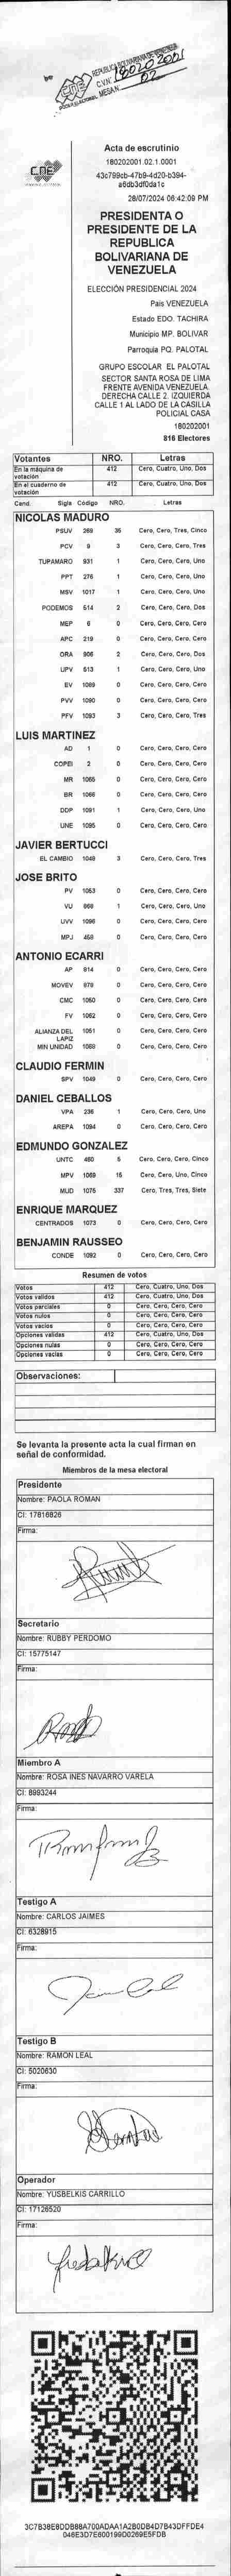 REPUBLICA BOLIVARIANA DE VENEZUELA
CNE
CVN: 180202001
PODER ELECTORAL MESA Nº 02
CNE
Acta de escrutinio
180202001.02.1.0001
43c799cb-47b9-4d20-b394-
a6db3df0da1c
28/07/2024 06:42:09 PM
PRESIDENTA O
PRESIDENTE DE LA
REPUBLICA
BOLIVARIANA DE
VENEZUELA
ELECCIÓN PRESIDENCIAL 2024
Pais VENEZUELA
Estado EDO. TACHIRA
Municipio MP. BOLIVAR
Parroquia PQ. PALOTAL
GRUPO ESCOLAR EL PALOTAL
SECTOR SANTA ROSA DE LIMA
FRENTE AVENIDA VENEZUELA.
DERECHA CALLE 2. IZQUIERDA
CALLE 1 AL LADO DE LA CASILLA
POLICIAL CASA
180202001
816 Electores
Votantes NRO. Letras
En la máquina de votación 412 Cero, Cuatro, Uno, Dos
En el cuaderno de votación 412 Cero, Cuatro, Uno, Dos
Cand. Sigla Código NRO. Letras
NICOLAS MADURO
PSUV 269 35 Cero, Cero, Tres, Cinco
PCV 9 3 Cero, Cero, Cero, Tres
TUPAMARO 931 1 Cero, Cero, Cero, Uno
PPT 276 1 Cero, Cero, Cero, Uno
MSV 1017 1 Cero, Cero, Cero, Uno
PODEMOS 514 2 Cero, Cero, Cero, Dos
MEP 6 0 Cero, Cero, Cero, Cero
APC 219 0 Cero, Cero, Cero, Cero
ORA 906 2 Cero, Cero, Cero, Dos
UPV 613 1 Cero, Cero, Cero, Uno
EV 1089 0 Cero, Cero, Cero, Cero
PVV 1090 0 Cero, Cero, Cero, Cero
PFV 1093 3 Cero, Cero, Cero, Tres
LUIS MARTINEZ
AD 1 0 Cero, Cero, Cero, Cero
COPEI 2 0 Cero, Cero, Cero, Cero
MR 1065 0 Cero, Cero, Cero, Cero
BR 1066 0 Cero, Cero, Cero, Cero
DDP 1091 1 Cero, Cero, Cero, Uno
UNE 1095 0 Cero, Cero, Cero, Cero
JAVIER BERTUCCI
EL CAMBIO 1048 3 Cero, Cero, Cero, Tres
JOSE BRITO
PV 1053 0 Cero, Cero, Cero, Cero
VU 868 1 Cero, Cero, Cero, Uno
UVV 1096 0 Cero, Cero, Cero, Cero
MPJ 458 0 Cero, Cero, Cero, Cero
ANTONIO ECARRI
AP 914 0 Cero, Cero, Cero, Cero
MOVEV 979 0 Cero, Cero, Cero, Cero
CMC 1050 0 Cero, Cero, Cero, Cero
FV 1062 0 Cero, Cero, Cero, Cero
ALIANZA DEL LAPIZ 1051 0 Cero, Cero, Cero, Cero
MIN UNIDAD 1088 0 Cero, Cero, Cero, Cero
CLAUDIO FERMIN
SPV 1049 0 Cero, Cero, Cero, Cero
DANIEL CEBALLOS
VPA 236 1 Cero, Cero, Cero, Uno
AREPA 1094 0 Cero, Cero, Cero, Cero
EDMUNDO GONZALEZ
UNTC 460 5 Cero, Cero, Cero, Cinco
MPV 1069 15 Cero, Cero, Uno, Cinco
MUD 1075 337 Cero, Tres, Tres, Siete
ENRIQUE MARQUEZ
CENTRADOS 1073 0 Cero, Cero, Cero, Cero
BENJAMIN RAUSSEO
CONDE 1092 0 Cero, Cero, Cero, Cero
Resumen de votos
Votos 412 Cero, Cuatro, Uno, Dos
Votos validos 412 Cero, Cuatro, Uno, Dos
Votos parciales 0 Cero, Cero, Cero, Cero
Votos nulos 0 Cero, Cero, Cero, Cero
Votos vacios 0 Cero, Cero, Cero, Cero
Opciones validas 412 Cero, Cuatro, Uno, Dos
Opciones nulas 0 Cero, Cero, Cero, Cero
Opciones vacias 0 Cero, Cero, Cero, Cero
Observaciones:
Se levanta la presente acta la cual firman en
señal de conformidad.
Miembros de la mesa electoral
Presidente
Nombre: PAOLA ROMAN
CI: 17816826
Firma:
Secretario
Nombre: RUBBY PERDOMO
CI: 15775147
Firma:
Miembro A
Nombre: ROSA INES NAVARRO VARELA
CI: 8993244
Firma:
Testigo A
Nombre: CARLOS JAIMES
CI: 6328915
Firma:
Testigo B
Nombre: RAMON LEAL
CI: 5020630
Firma:
Operador
Nombre: YUSBELKIS CARRILLO
CI: 17126520
Firma:
3C7B38E8DDB88A700ADAA1A2B0DB4D7B43DFFDE4
046E3D7E600199D0269E5FDB